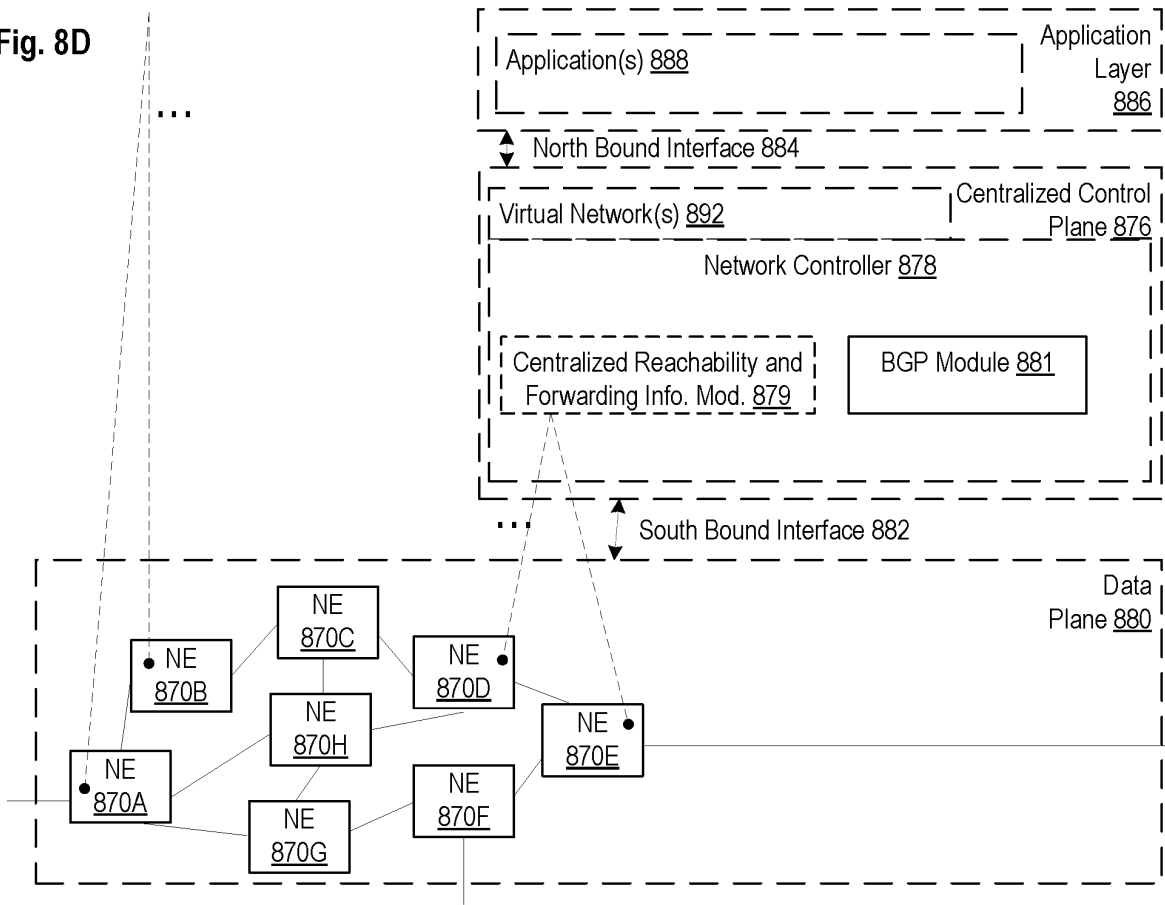 Fig. 8D
Application(s) 888
Application
Layer
886
...
North Bound Interface 884
Virtual Network(s) 892
Centralized Control
Plane 876
Network Controller 878
Centralized Reachability and
Forwarding Info. Mod. 879
BGP Module 881
...
South Bound Interface 882
Data
Plane 880
NE
870C
NE
870B
NE
870D
NE
870H
NE
870E
NE
870A
NE
870F
NE
870G